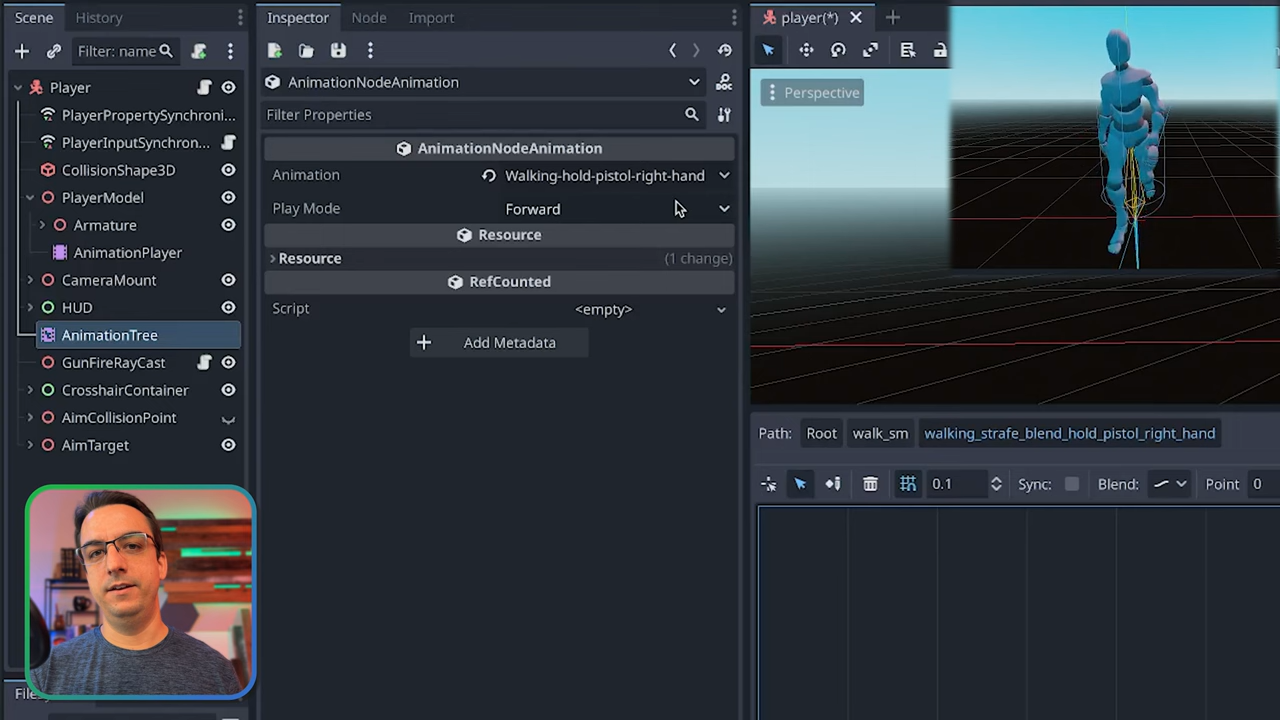 Scene
History
Filter: name
Player
PlayerPropertySynchroni...
PlayerInputSynchron...
CollisionShape3D
PlayerModel
Armature
AnimationPlayer
CameraMount
HUD
AnimationTree
GunFireRayCast
CrosshairContainer
AimCollisionPoint
AimTarget
Inspector
Node
Import
AnimationNodeAnimation
Filter Properties
AnimationNodeAnimation
Animation
Walking-hold-pistol-right-hand
Play Mode
Forward
Resource
Resource
(1 change)
RefCounted
Script
<empty>
Add Metadata
player(*)
Perspective
Path:
Root
walk_sm
walking_strafe_blend_hold_pistol_right_hand
0.1
Sync:
Blend:
Point
0